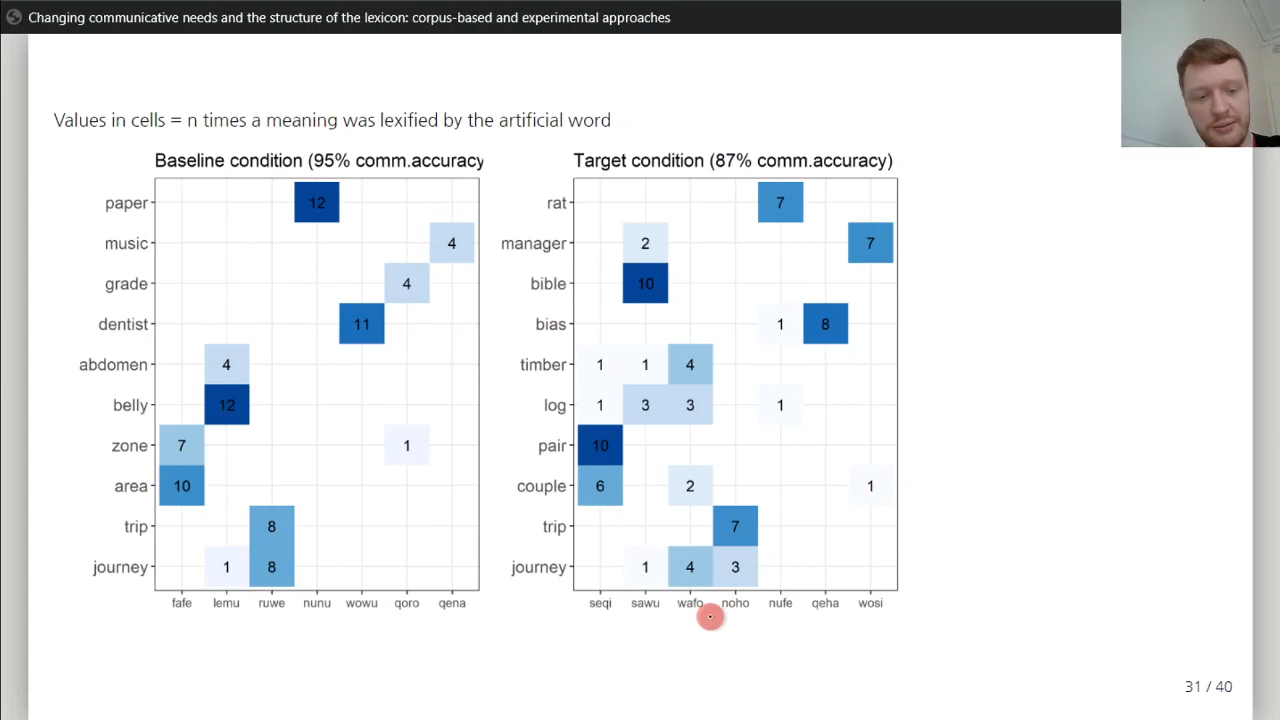 Changing communicative needs and the structure of the lexicon: corpus-based and experimental approaches
Values in cells = n times a meaning was lexified by the artificial word
Baseline condition (95% comm.accuracy
paper 12
music 4
grade 4
dentist 11
abdomen 4
belly 12
zone 7 1
area 10
trip 8
journey 1 8
fafe lemu ruwe nunu wowu qoro qena
Target condition (87% comm.accuracy)
rat 7
manager 2 7
bible 10
bias 1 8
timber 1 1 4
log 1 3 3 1
pair 10
couple 6 2 1
trip 7
journey 1 4 3
seqi sawu wafo noho nufe qeha wosi
31 / 40